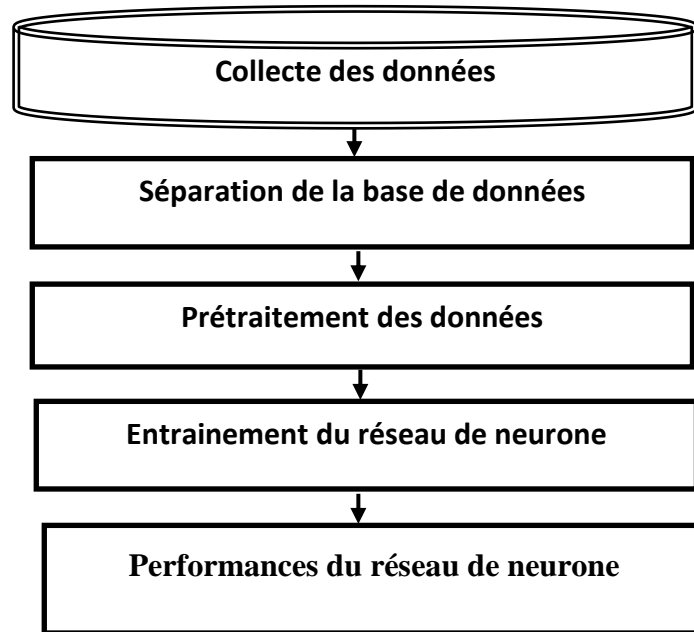 Collecte des données
Séparation de la base de données
Prétraitement des données
Entrainement du réseau de neurone
Performances du réseau de neurone